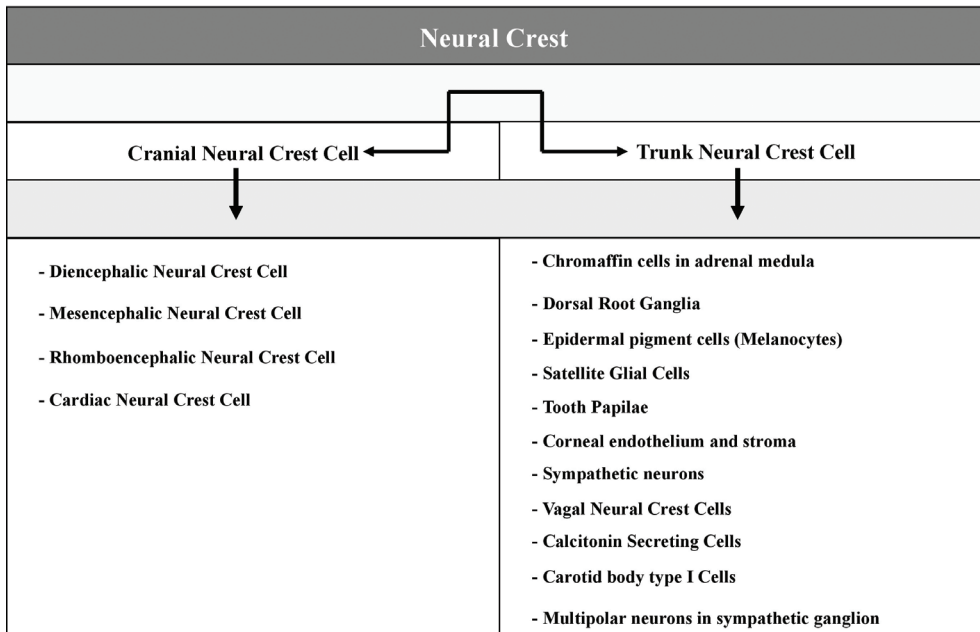 Neural Crest
Cranial Neural Crest Cell
Trunk Neural Crest Cell
- Diencephalic Neural Crest Cell
- Mesencephalic Neural Crest Cell
- Rhomboencephalic Neural Crest Cell
- Cardiac Neural Crest Cell
- Chromaffin cells in adrenal medula
- Dorsal Root Ganglia
- Epidermal pigment cells (Melanocytes)
- Satellite Glial Cells
- Tooth Papilae
- Corneal endothelium and stroma
- Sympathetic neurons
- Vagal Neural Crest Cells
- Calcitonin Secreting Cells
- Carotid body type I Cells
- Multipolar neurons in sympathetic ganglion